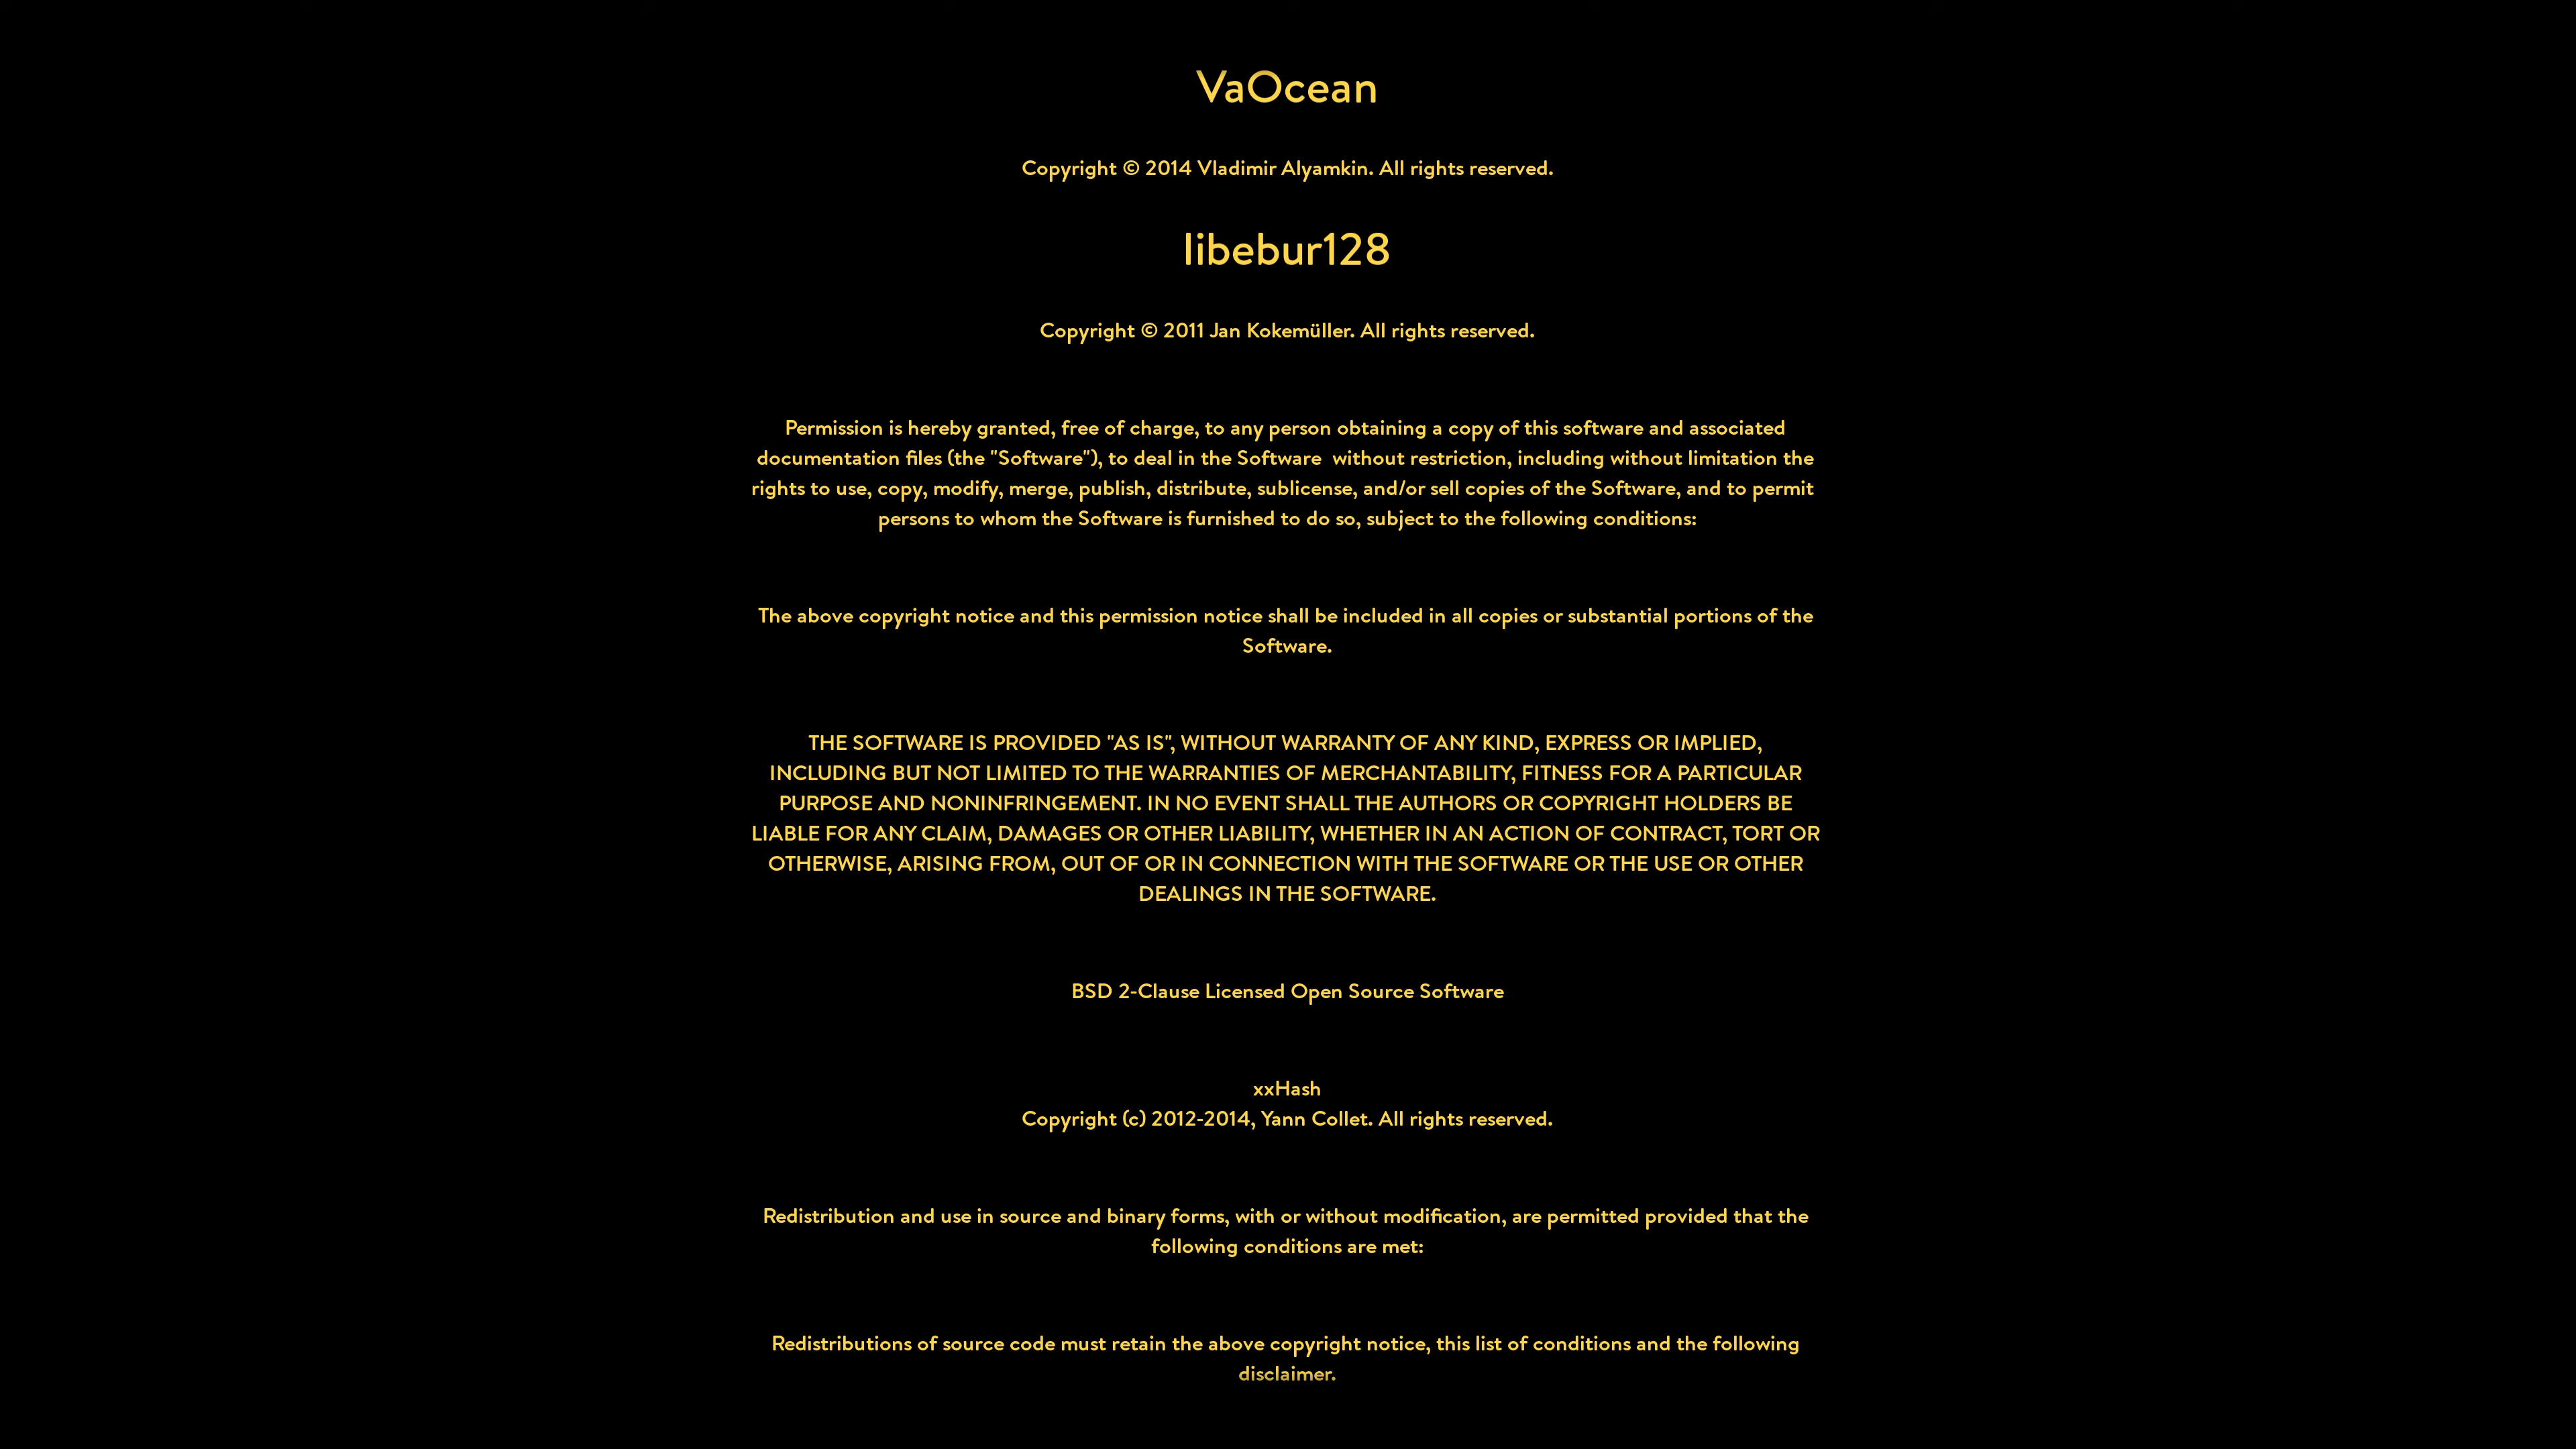 VaOcean
Copyright © 2014 Vladimir Alyamkin. All rights reserved.
libebur128
Copyright © 2011 Jan Kokemüller. All rights reserved.
Permission is hereby granted, free of charge, to any person obtaining a copy of this software and associated
documentation files (the "Software"), to deal in the Software  without restriction, including without limitation the
rights to use, copy, modify, merge, publish, distribute, sublicense, and/or sell copies of the Software, and to permit
persons to whom the Software is furnished to do so, subject to the following conditions:
The above copyright notice and this permission notice shall be included in all copies or substantial portions of the
Software.
THE SOFTWARE IS PROVIDED "AS IS", WITHOUT WARRANTY OF ANY KIND, EXPRESS OR IMPLIED,
INCLUDING BUT NOT LIMITED TO THE WARRANTIES OF MERCHANTABILITY, FITNESS FOR A PARTICULAR
PURPOSE AND NONINFRINGEMENT. IN NO EVENT SHALL THE AUTHORS OR COPYRIGHT HOLDERS BE
LIABLE FOR ANY CLAIM, DAMAGES OR OTHER LIABILITY, WHETHER IN AN ACTION OF CONTRACT, TORT OR
OTHERWISE, ARISING FROM, OUT OF OR IN CONNECTION WITH THE SOFTWARE OR THE USE OR OTHER
DEALINGS IN THE SOFTWARE.
BSD 2-Clause Licensed Open Source Software
xxHash
Copyright (c) 2012-2014, Yann Collet. All rights reserved.
Redistribution and use in source and binary forms, with or without modification, are permitted provided that the
following conditions are met:
Redistributions of source code must retain the above copyright notice, this list of conditions and the following
disclaimer.